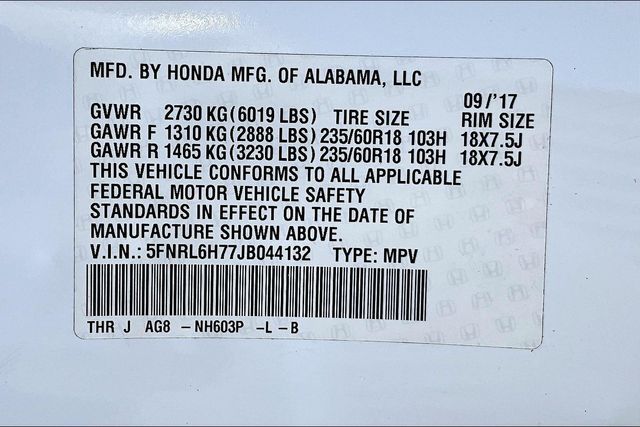 MFD. BY HONDA MFG. OF ALABAMA, LLC
09/'17
GVWR 2730 KG(6019 LBS) TIRE SIZE RIM SIZE
GAWR F 1310 KG(2888 LBS) 235/60R18 103H 18X7.5J
GAWR R 1465 KG(3230 LBS) 235/60R18 103H 18X7.5J
THIS VEHICLE CONFORMS TO ALL APPLICABLE
FEDERAL MOTOR VEHICLE SAFETY
STANDARDS IN EFFECT ON THE DATE OF
MANUFACTURE SHOWN ABOVE.
V.I.N.: 5FNRL6H77JB044132 TYPE: MPV
THR J AG8 -NH603P -L-B